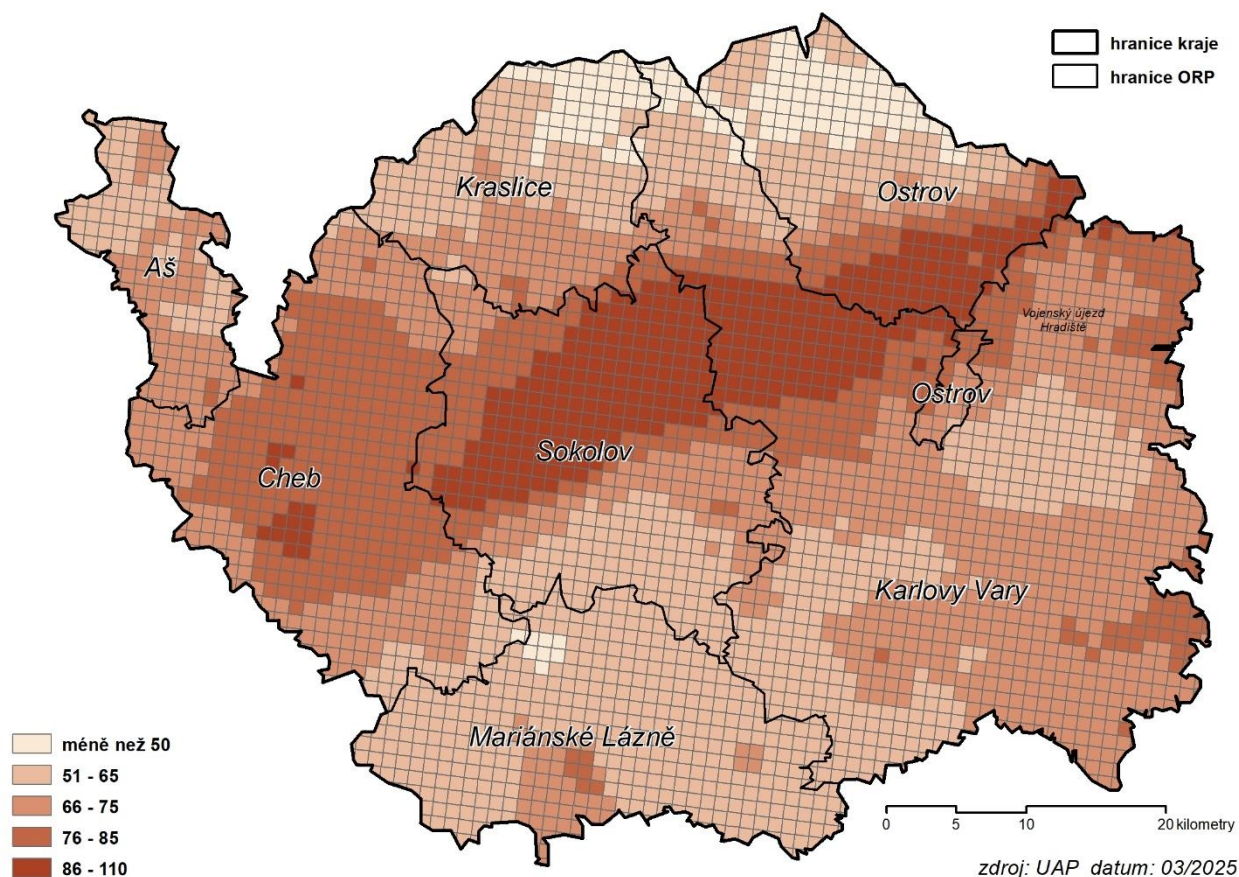 hranice kraje
hranice ORP
Kraslice
Ostrov
Aš
Vojenský újezd
Hradiště
Ostrov
Sokolov
Cheb
Karlovy Vary
Mariánské Lázně
méně než 50
51 - 65
66 - 75
76 - 85
86 - 110
0 5 10 20 kilometry
zdroj: UAP datum: 03/2025